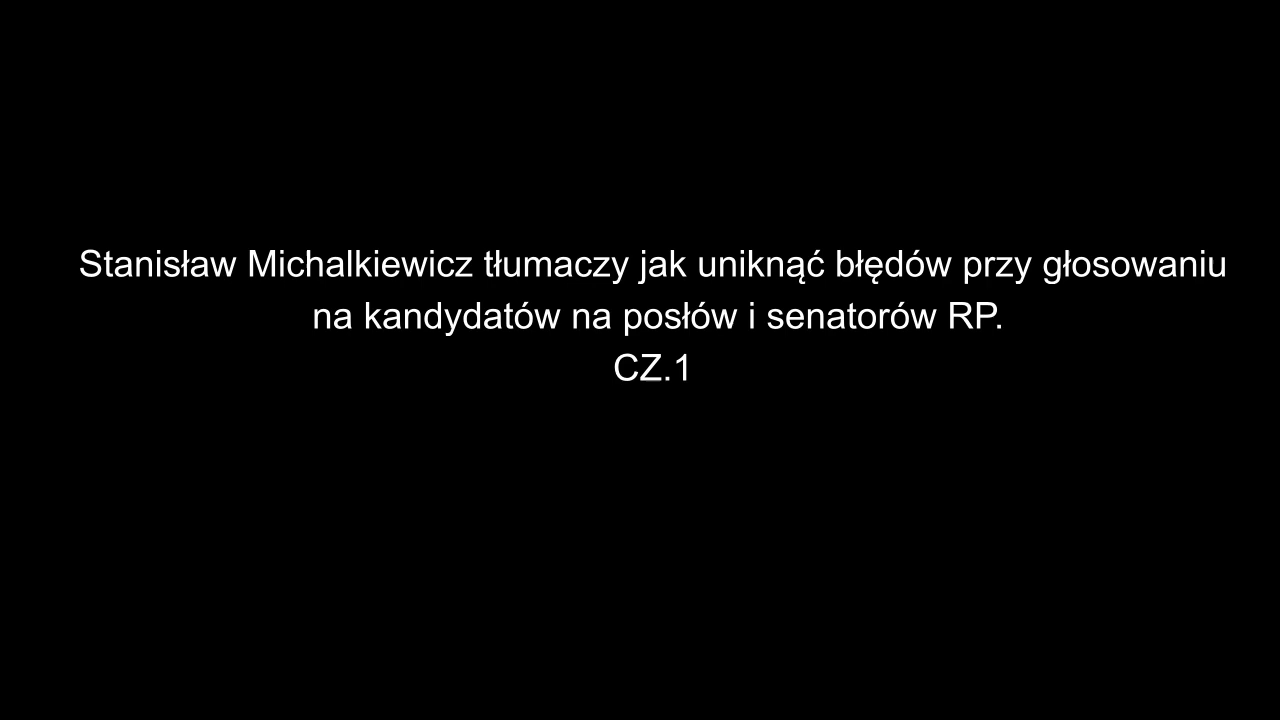 Stanisław Michalkiewicz tłumaczy jak uniknąć błędów przy głosowaniu
na kandydatów na posłów i senatorów RP.
CZ.1